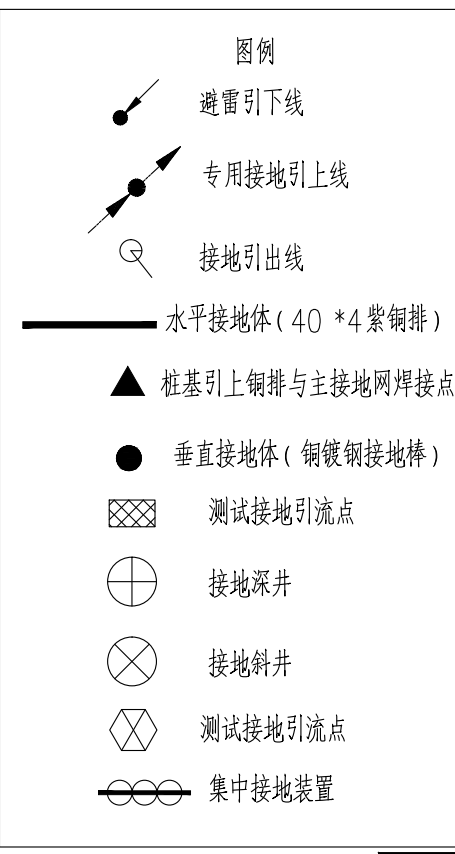 图例
避雷引下线
专用接地引上线
接地引出线
水平接地体(40 *4紫铜排)
桩基引上铜排与主接地网焊接点
垂直接地体(铜镀钢接地棒)
测试接地引流点
接地深井
接地斜井
测试接地引流点
集中接地装置